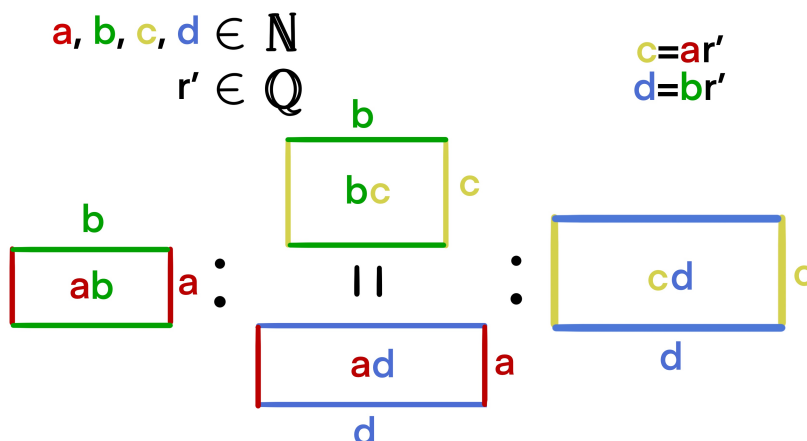 a, b, c, d ∈ ℕ
r′ ∈ ℚ
c=ar′
d=br′
b
bc
c
b
ab
a
:
=
:
cd
c
d
ad
a
d